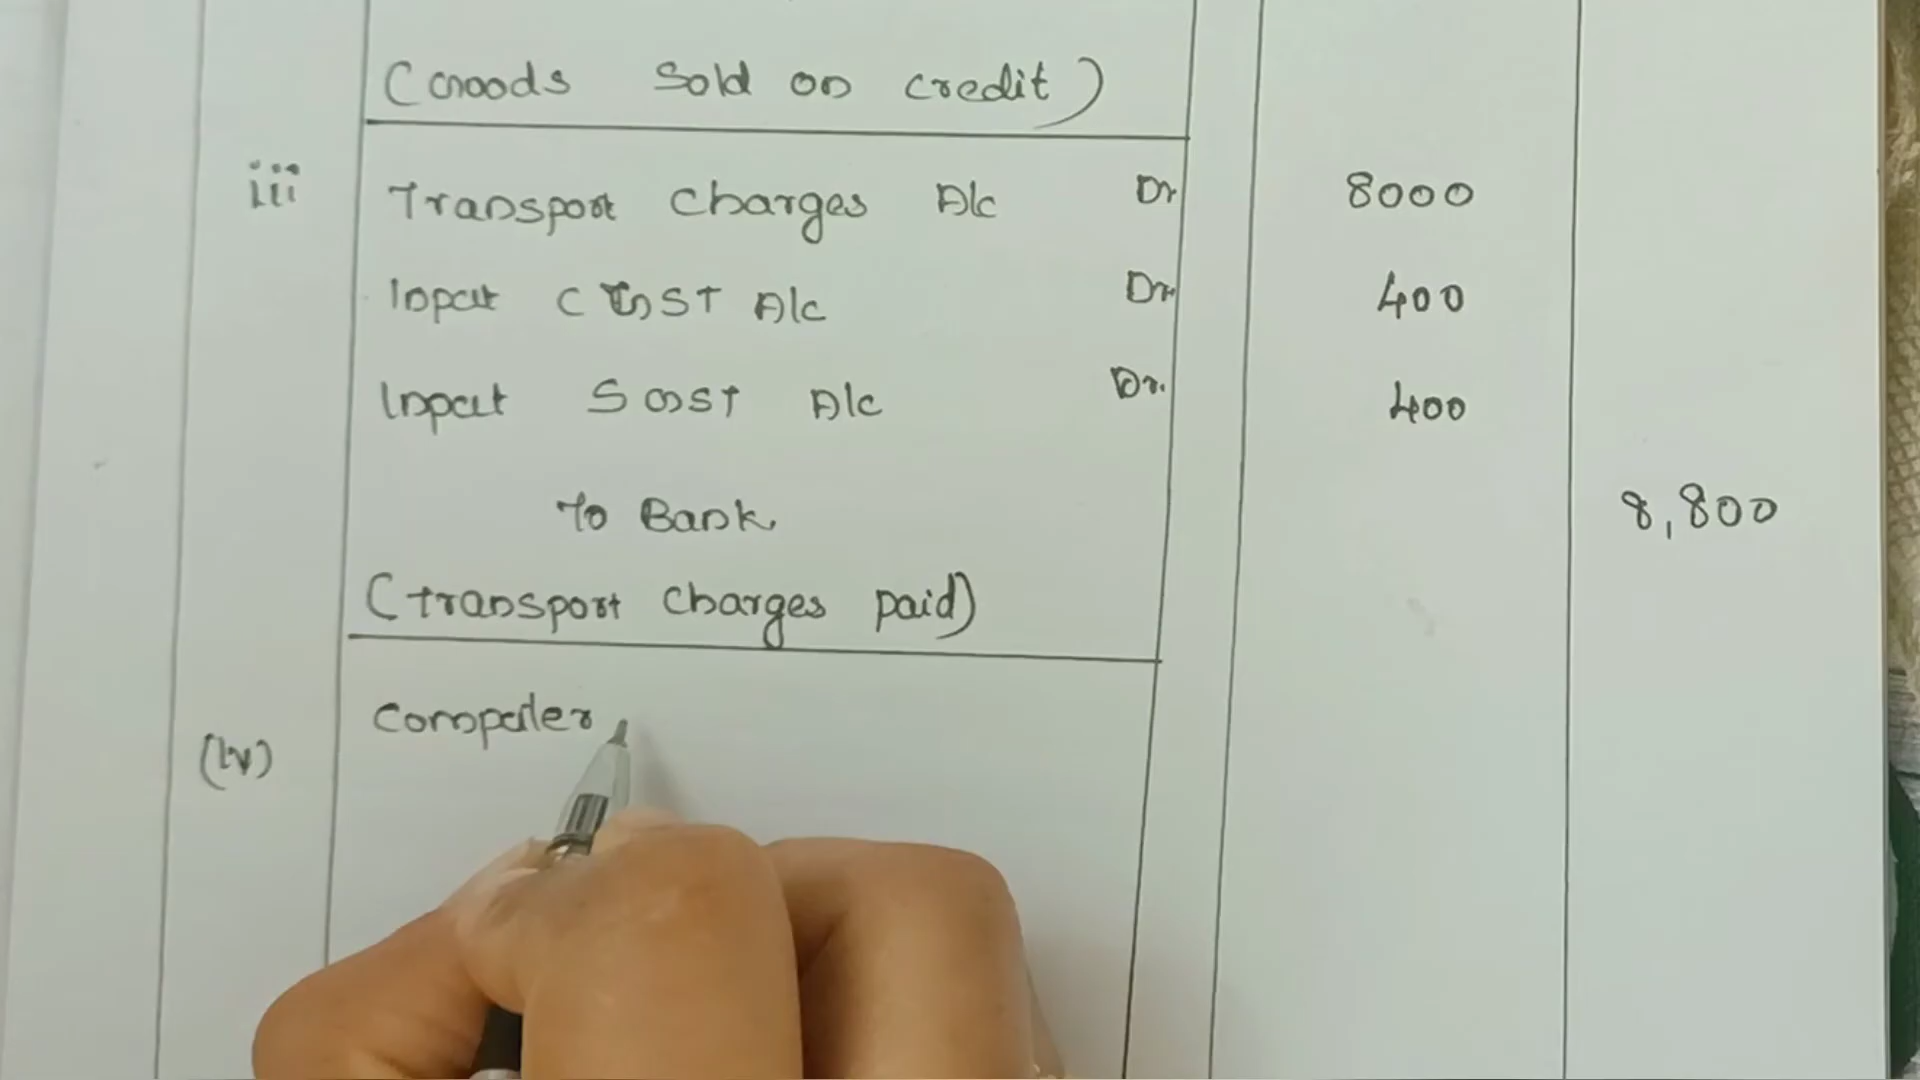 (Goods Sold on credit)
iii Transport charges A/c Dr 8000
Input CGST A/c Dr. 400
Input SGST A/c Dr. 400
To Bank 8,800
(transport charges paid)
(iv) Computer